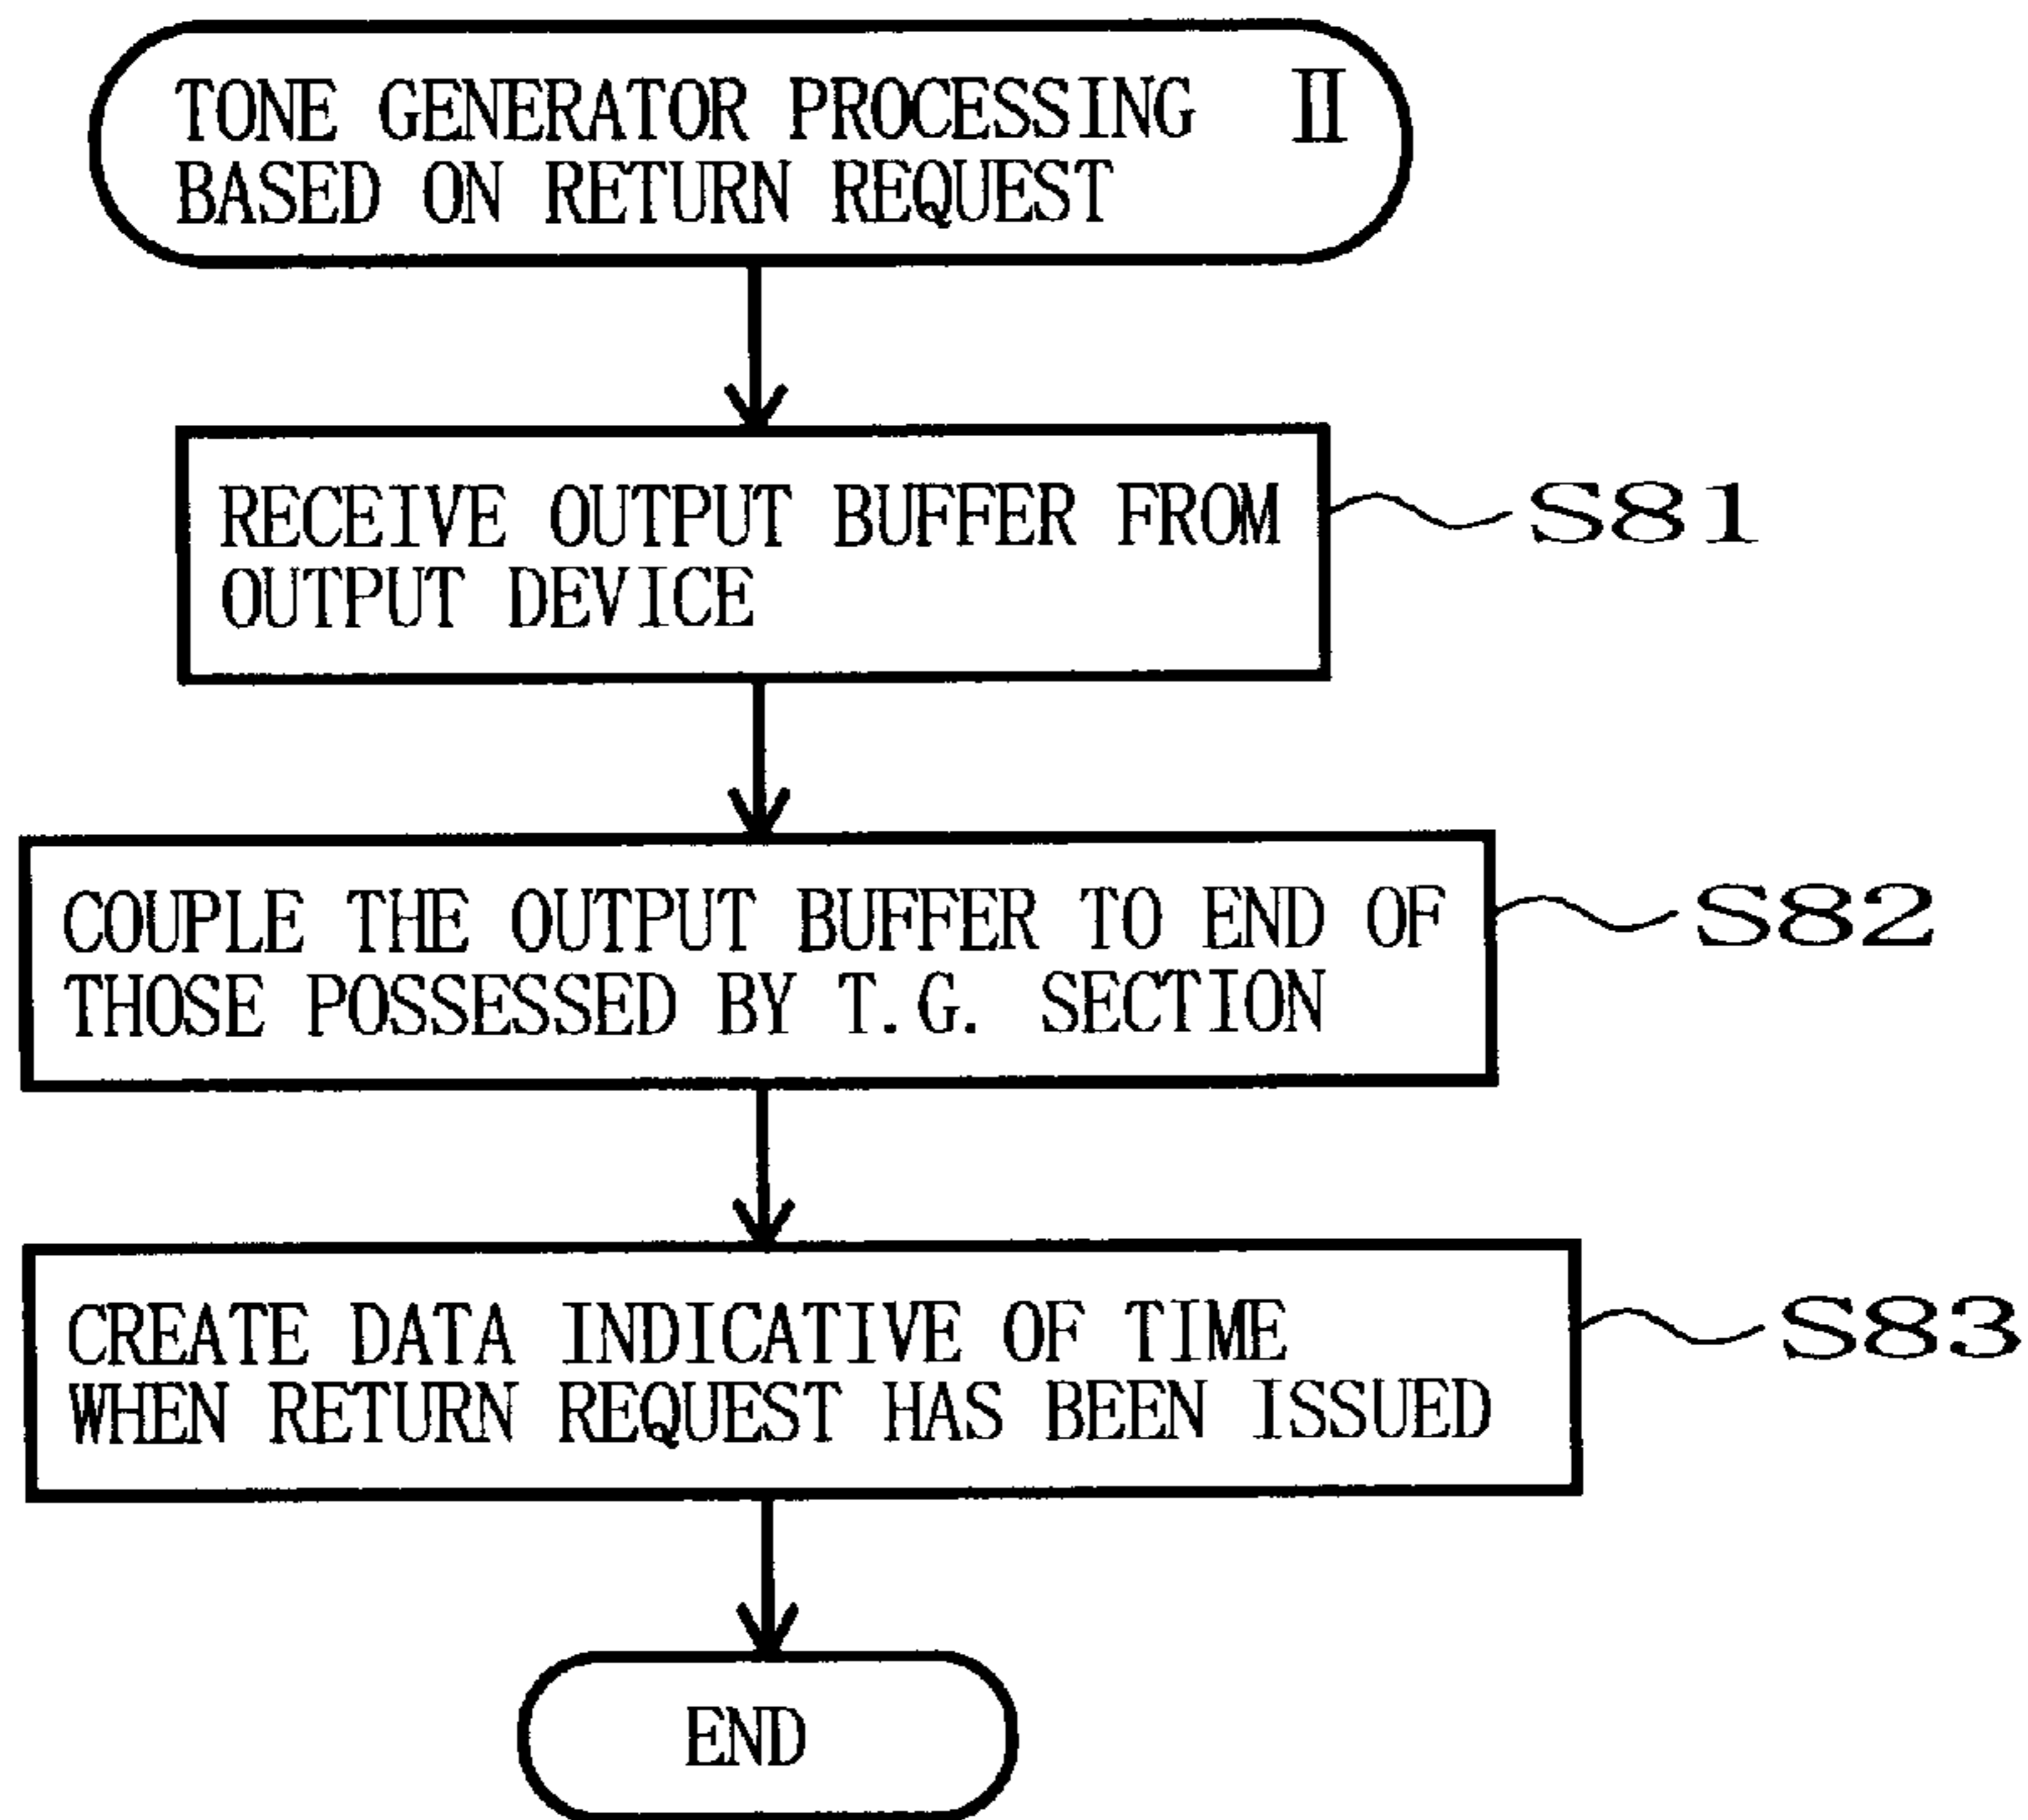 TONE GENERATOR PROCESSING II
BASED ON RETURN REQUEST
RECEIVE OUTPUT BUFFER FROM
OUTPUT DEVICE
S81
COUPLE THE OUTPUT BUFFER TO END OF
THOSE POSSESSED BY T.G. SECTION
S82
CREATE DATA INDICATIVE OF TIME
WHEN RETURN REQUEST HAS BEEN ISSUED
S83
END